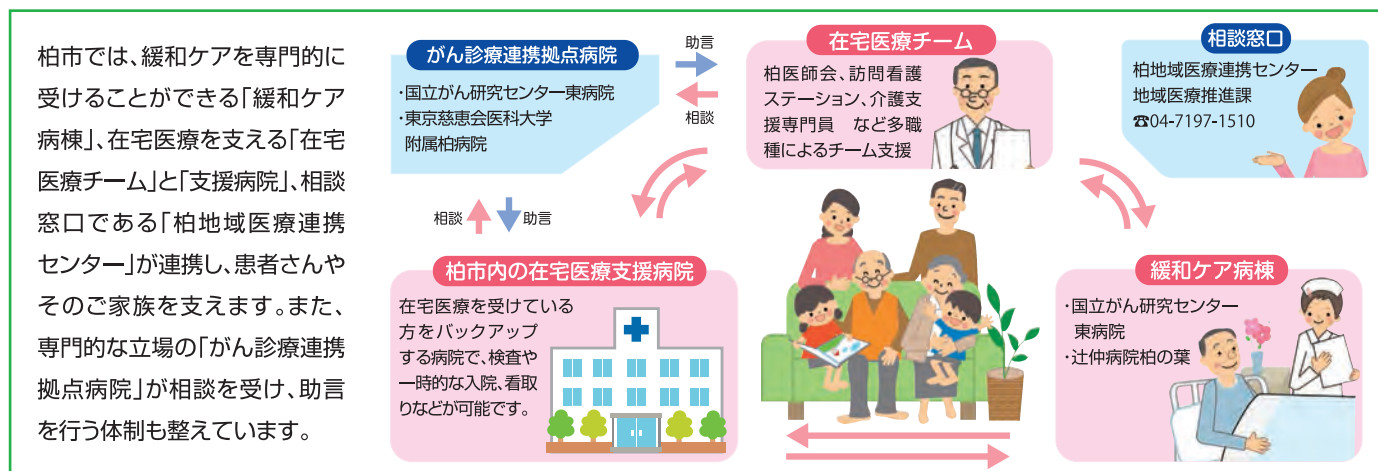 柏市では、緩和ケアを専門的に
受けることができる「緩和ケア
病棟」、在宅医療を支える「在宅
医療チーム」と「支援病院」、相談
窓口である「柏地域医療連携
センター」が連携し、患者さんや
そのご家族を支えます。また、
専門的な立場の「がん診療連携
拠点病院」が相談を受け、助言
を行う体制も整えています。
がん診療連携拠点病院
・国立がん研究センター東病院
・東京慈恵会医科大学
附属柏病院
助言
相談
在宅医療チーム
柏医師会、訪問看護
ステーション、介護支
援専門員　など多職
種によるチーム支援
相談窓口
柏地域医療連携センター
地域医療推進課
☎04-7197-1510
相談
助言
柏市内の在宅医療支援病院
在宅医療を受けている
方をバックアップ
する病院で、検査や
一時的な入院、看取
りなどが可能です。
緩和ケア病棟
・国立がん研究センター
東病院
・辻仲病院柏の葉